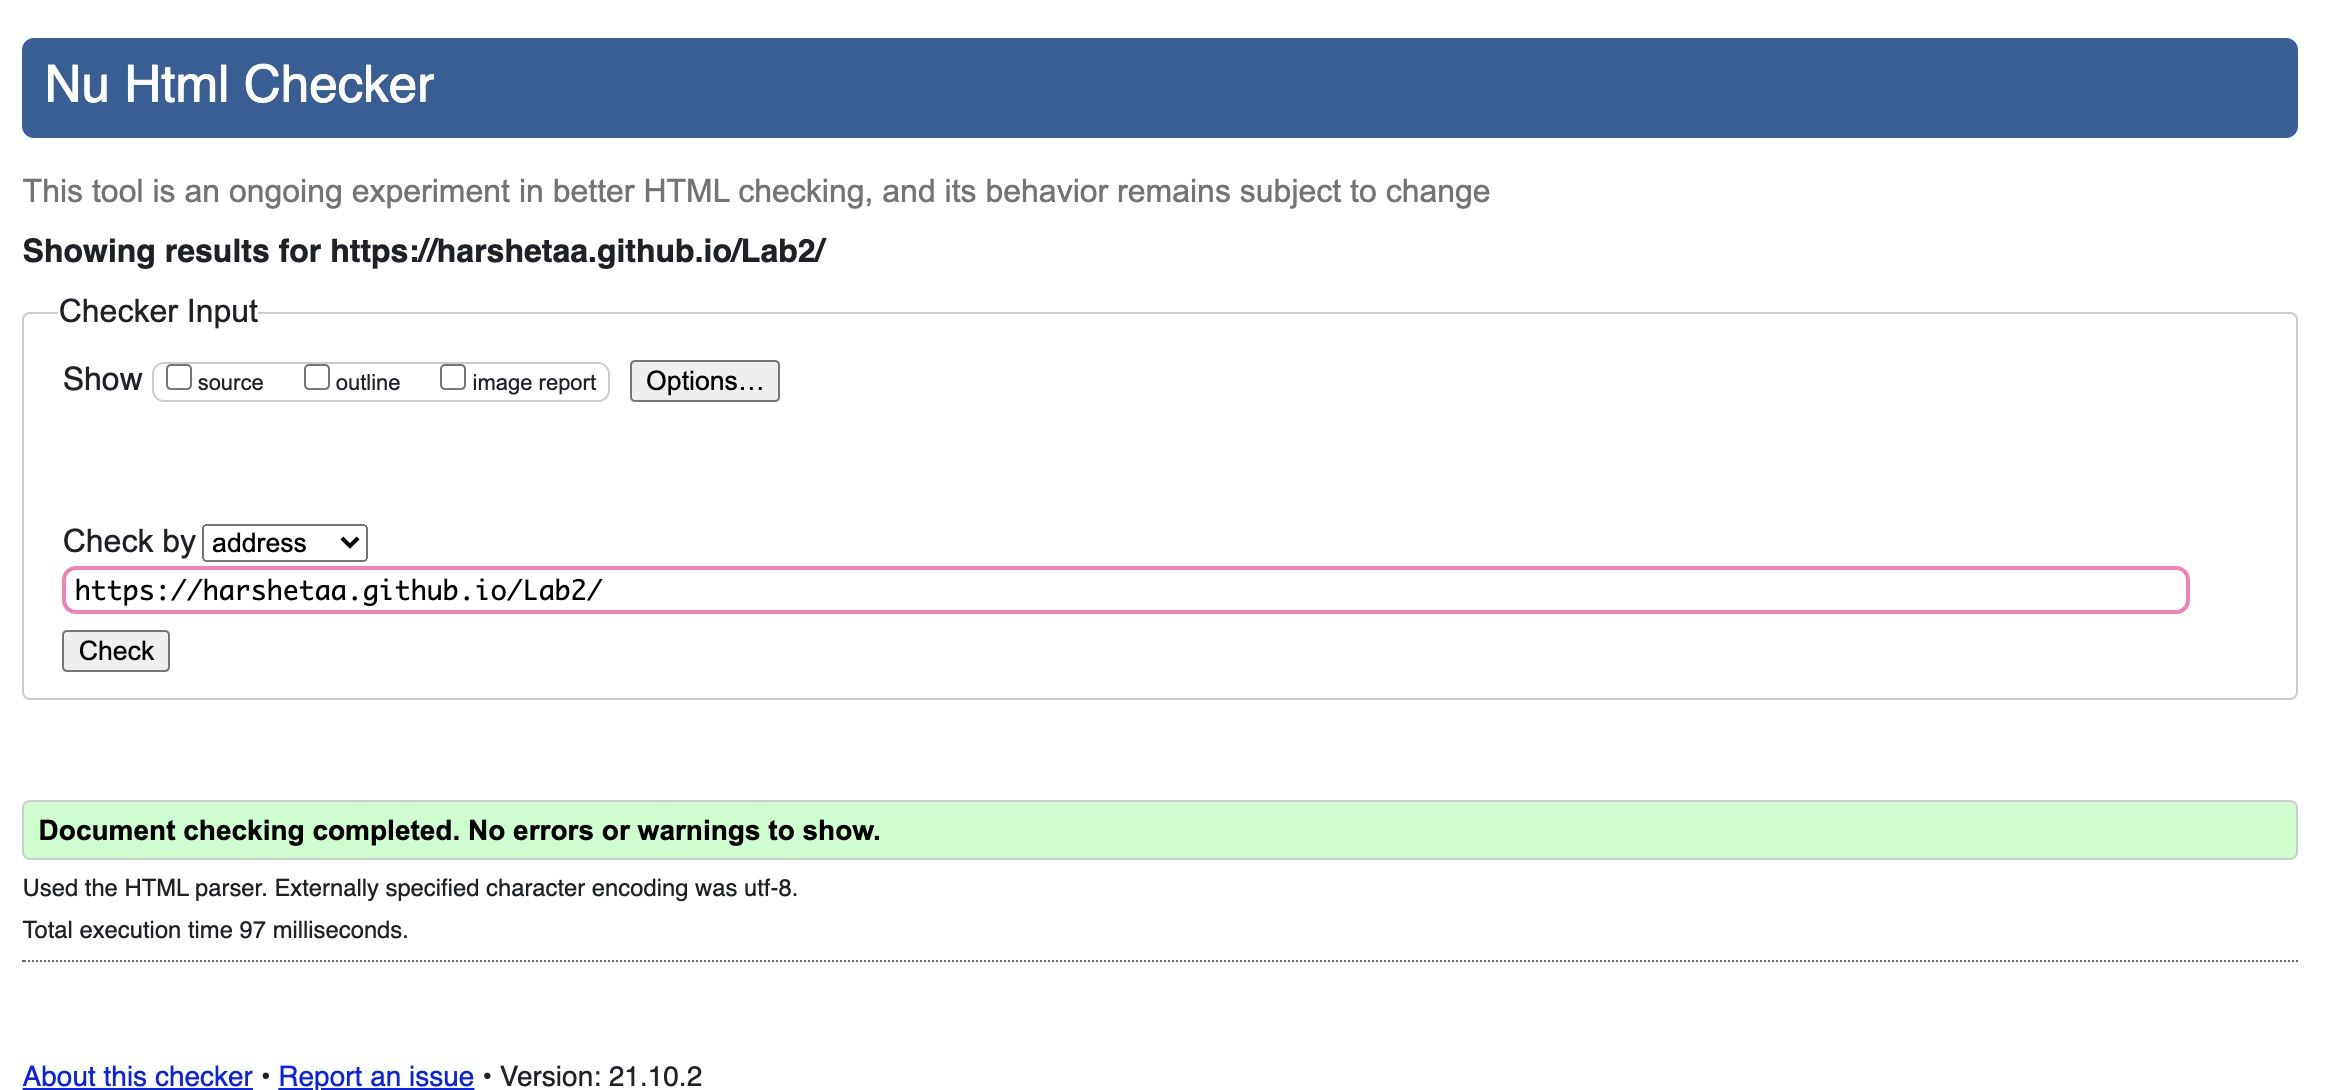 Nu Html Checker
This tool is an ongoing experiment in better HTML checking, and its behavior remains subject to change
Showing results for https://harshetaa.github.io/Lab2/
Checker Input
Show source outline image report Options...
Check by address
https://harshetaa.github.io/Lab2/
Check
Document checking completed. No errors or warnings to show.
Used the HTML parser. Externally specified character encoding was utf-8.
Total execution time 97 milliseconds.
About this checker • Report an issue • Version: 21.10.2